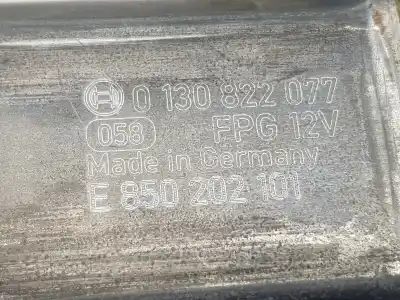 0 130 822 077
058 FPG 12V
Made in Germany
E 850 202 101